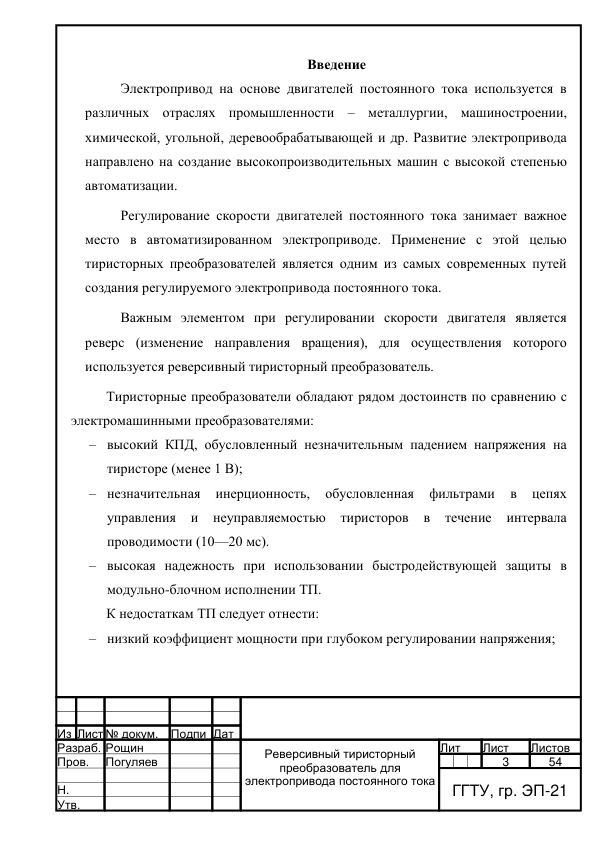 Введение
Электропривод на основе двигателей постоянного тока используется в
различных отраслях промышленности – металлургии, машиностроении,
химической, угольной, деревообрабатывающей и др. Развитие электропривода
направлено на создание высокопроизводительных машин с высокой степенью
автоматизации.
Регулирование скорости двигателей постоянного тока занимает важное
место в автоматизированном электроприводе. Применение с этой целью
тиристорных преобразователей является одним из самых современных путей
создания регулируемого электропривода постоянного тока.
Важным элементом при регулировании скорости двигателя является
реверс (изменение направления вращения), для осуществления которого
используется реверсивный тиристорный преобразователь.
Тиристорные преобразователи обладают рядом достоинств по сравнению с
электромашинными преобразователями:
– высокий КПД, обусловленный незначительным падением напряжения на
тиристоре (менее 1 В);
– незначительная инерционность, обусловленная фильтрами в цепях
управления и неуправляемостью тиристоров в течение интервала
проводимости (10—20 мс).
– высокая надежность при использовании быстродействующей защиты в
модульно-блочном исполнении ТП.
К недостаткам ТП следует отнести:
– низкий коэффициент мощности при глубоком регулировании напряжения;
Из Лист № докум. Подпи Дат
Разраб. Рощин
Пров. Погуляев
Н.
Утв.
Реверсивный тиристорный
преобразователь для
электропривода постоянного тока
Лит Лист Листов
3 54
ГГТУ, гр. ЭП-21